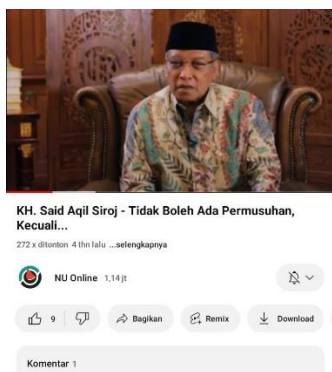 KH. Said Aqil Siroj - Tidak Boleh Ada Permusuhan,
Kecuali...
272 x ditonton 4 thn lalu ...selengkapnya
NU Online 1,14 jt
9 Bagikan Remix Download
Komentar 1